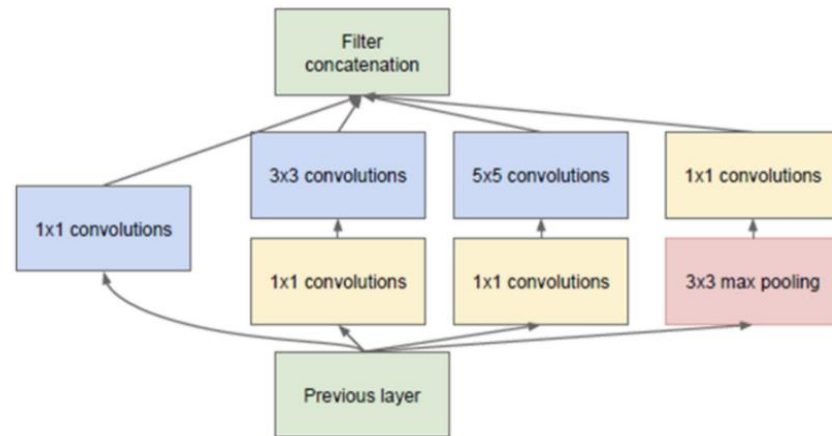 Filter
concatenation
3x3 convolutions
5x5 convolutions
1x1 convolutions
1x1 convolutions
1x1 convolutions
1x1 convolutions
3x3 max pooling
Previous layer